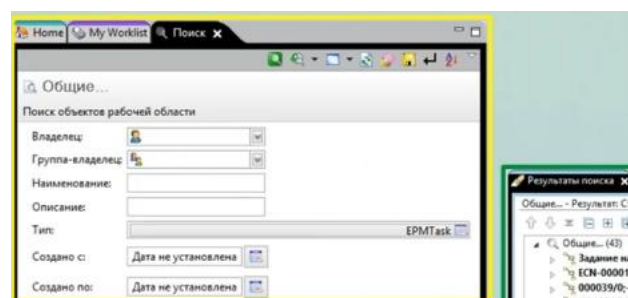 Home My Worklist Поиск
Общие...
Поиск объектов рабочей области
Владелец:
Группа-владелец:
Наименование:
Описание:
Тип: EPMTask
Создано с: Дата не установлена
Создано по: Дата не установлена
Результаты поиска
Общие... - Результат: С
Общие... (43)
Задание на
ECN-00001
000039/0;